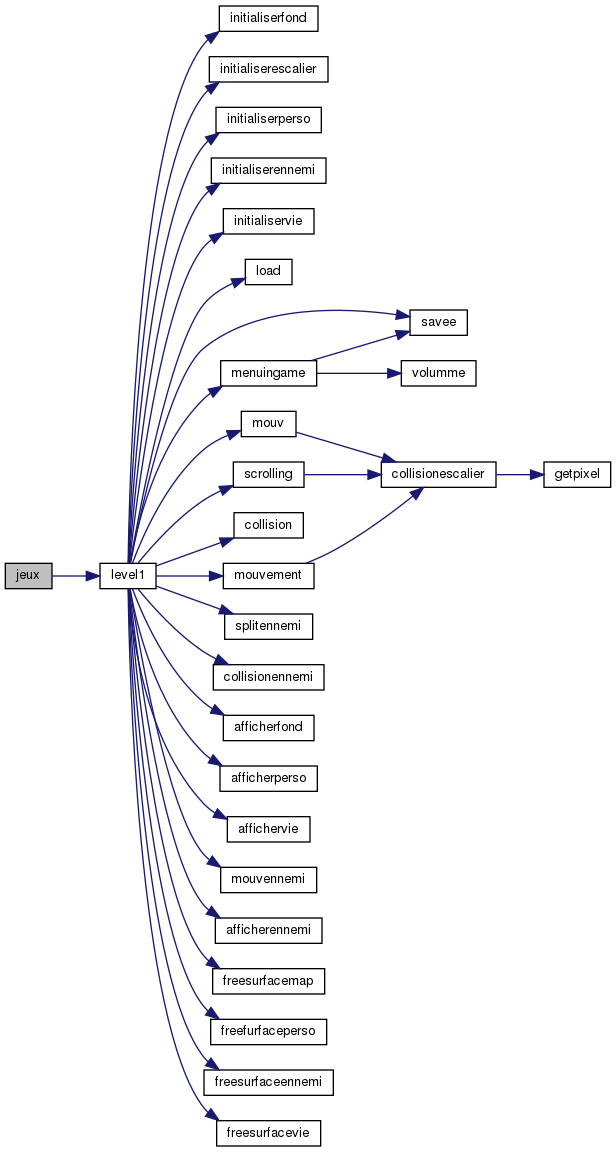 initialiserfond
initialiserescalier
initialiserperso
initialiserennemi
initialiservie
load
savee
menuingame
volumme
mouv
scrolling
collisionescalier
getpixel
collision
jeux
level1
mouvement
splitennemi
collisionennemi
afficherfond
afficherperso
affichervie
mouvennemi
afficherennemi
freesurfacemap
freefurfaceperso
freesurfaceennemi
freesurfacevie